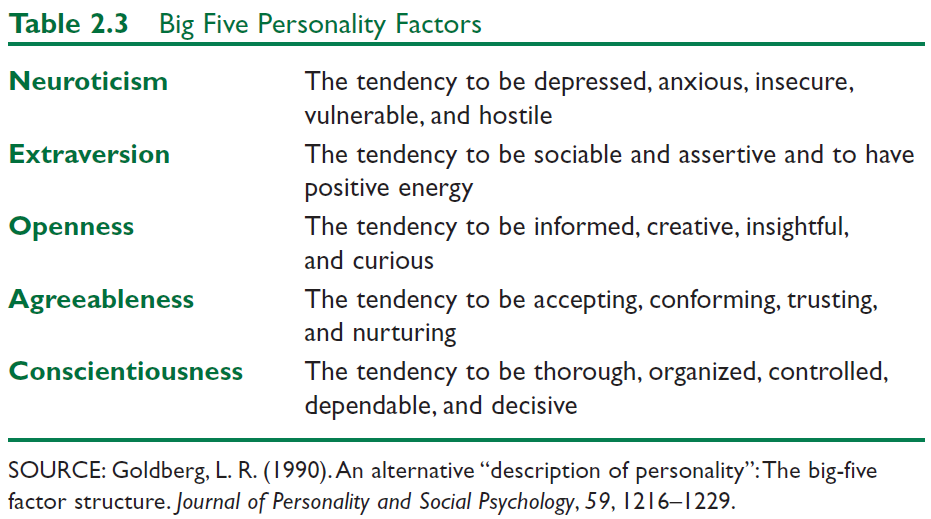 Table 2.3 Big Five Personality Factors
Neuroticism The tendency to be depressed, anxious, insecure,
vulnerable, and hostile
Extraversion The tendency to be sociable and assertive and to have
positive energy
Openness The tendency to be informed, creative, insightful,
and curious
Agreeableness The tendency to be accepting, conforming, trusting,
and nurturing
Conscientiousness The tendency to be thorough, organized, controlled,
dependable, and decisive
SOURCE: Goldberg, L. R. (1990). An alternative “description of personality”: The big-five
factor structure. Journal of Personality and Social Psychology, 59, 1216–1229.